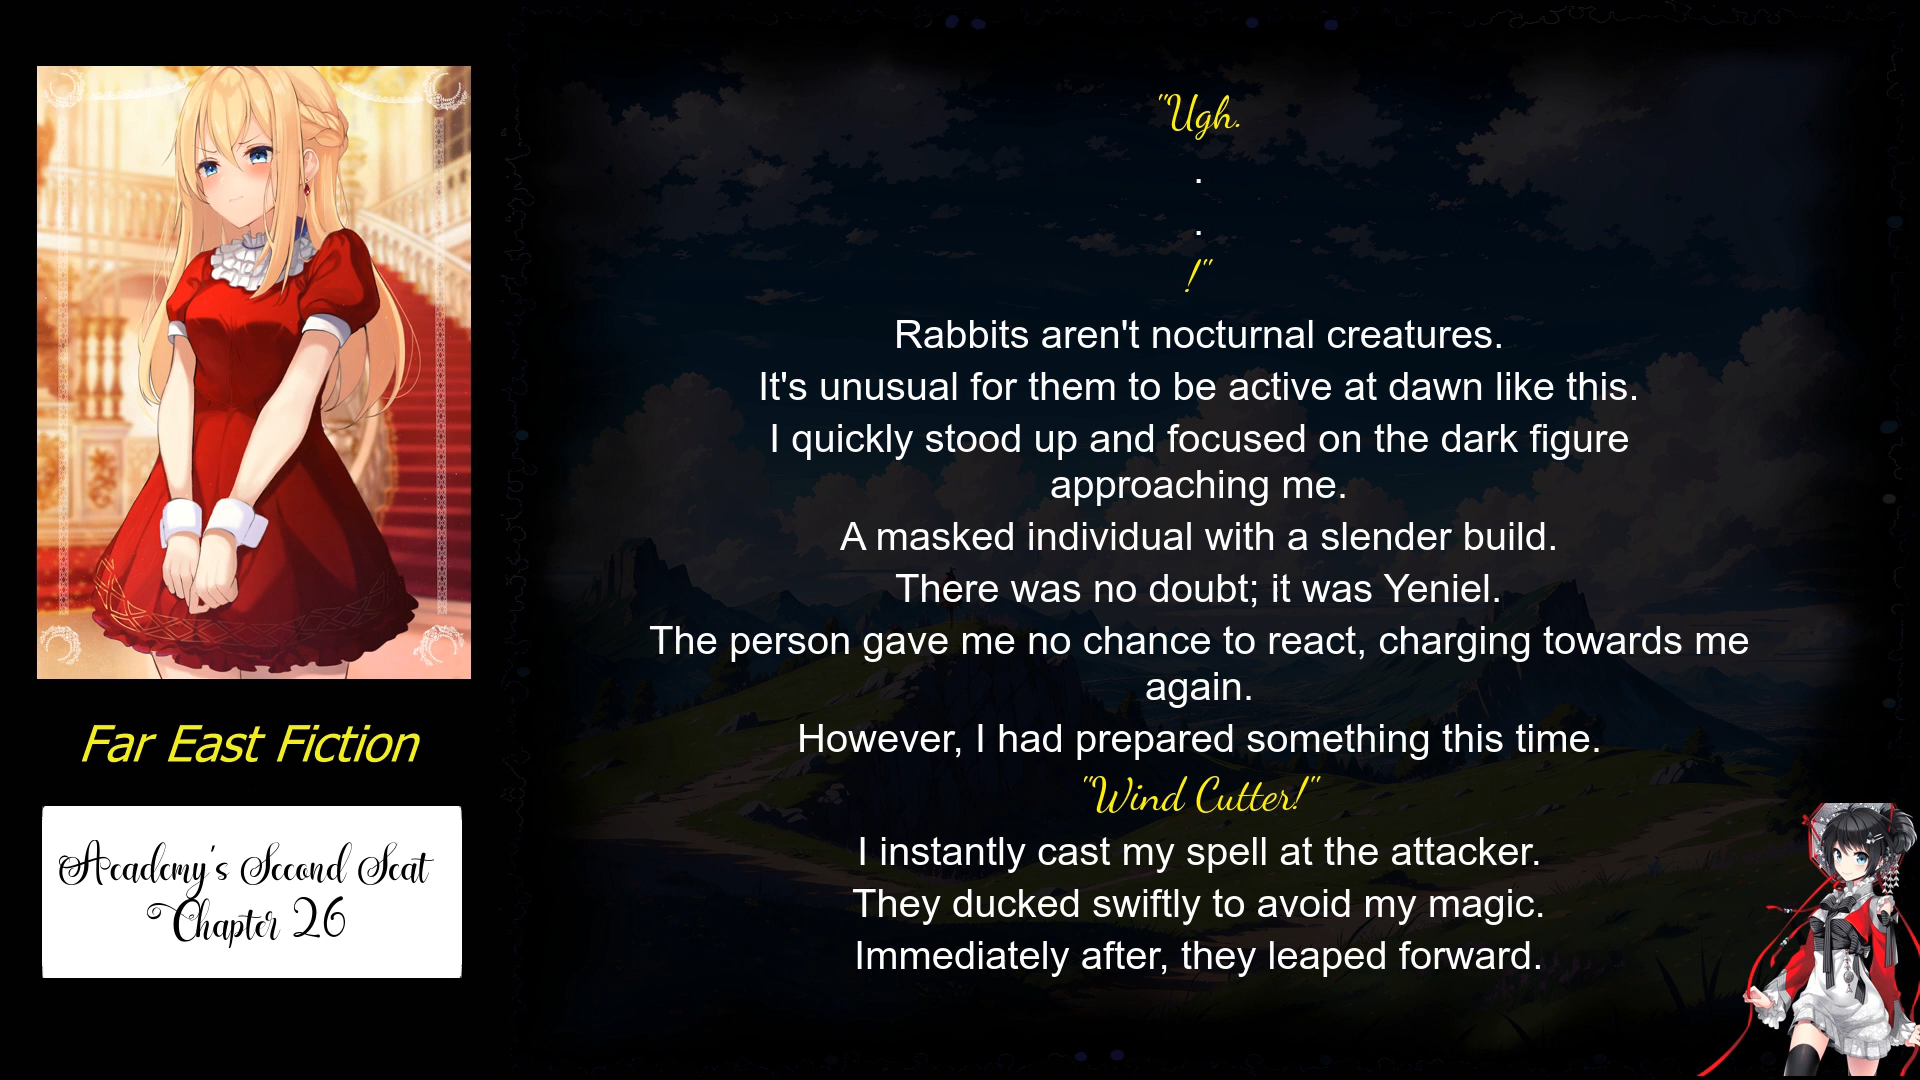 Far East Fiction
Academy's Second Seat
Chapter 26
"Ugh.
.
.
!"
Rabbits aren't nocturnal creatures.
It's unusual for them to be active at dawn like this.
I quickly stood up and focused on the dark figure
approaching me.
A masked individual with a slender build.
There was no doubt; it was Yeniel.
The person gave me no chance to react, charging towards me
again.
However, I had prepared something this time.
"Wind Cutter!"
I instantly cast my spell at the attacker.
They ducked swiftly to avoid my magic.
Immediately after, they leaped forward.